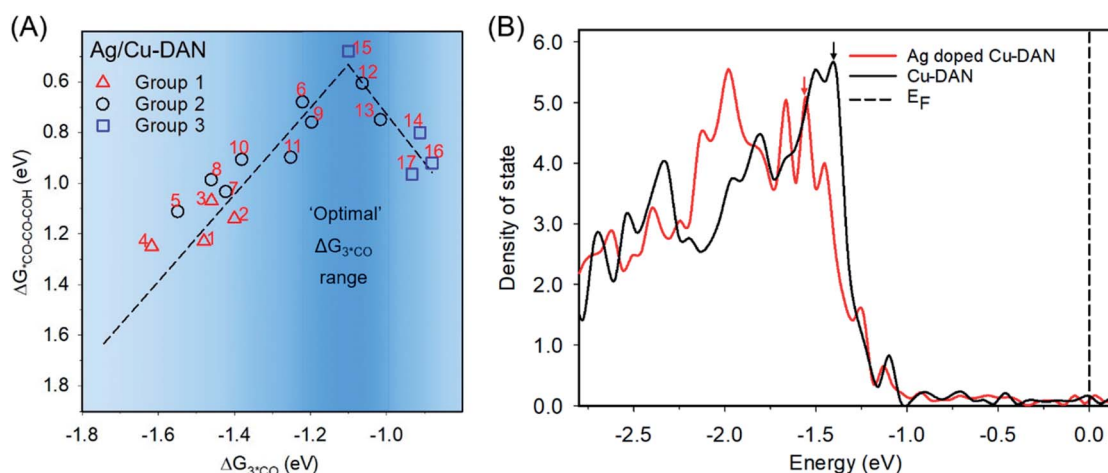 (A)
Ag/Cu-DAN
Group 1
Group 2
Group 3
15
12
6
9
13
14
10
11
16
17
8
7
3
2
5
1
4
'Optimal'
ΔG3*CO
range
0.6
0.8
1.0
1.2
1.4
1.6
1.8
ΔG*CO-CO-COH (eV)
-1.8 -1.6 -1.4 -1.2 -1.0
ΔG3*CO (eV)
(B)
Ag doped Cu-DAN
Cu-DAN
EF
6.0
5.0
4.0
3.0
2.0
1.0
0.0
Density of state
-2.5 -2.0 -1.5 -1.0 -0.5 0.0
Energy (eV)